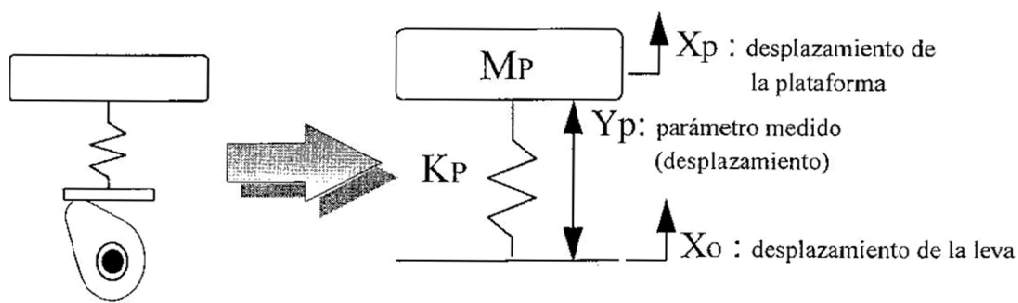 Xp : desplazamiento de
la plataforma
MP
Yp: parámetro medido
(desplazamiento)
KP
Xo : desplazamiento de la leva